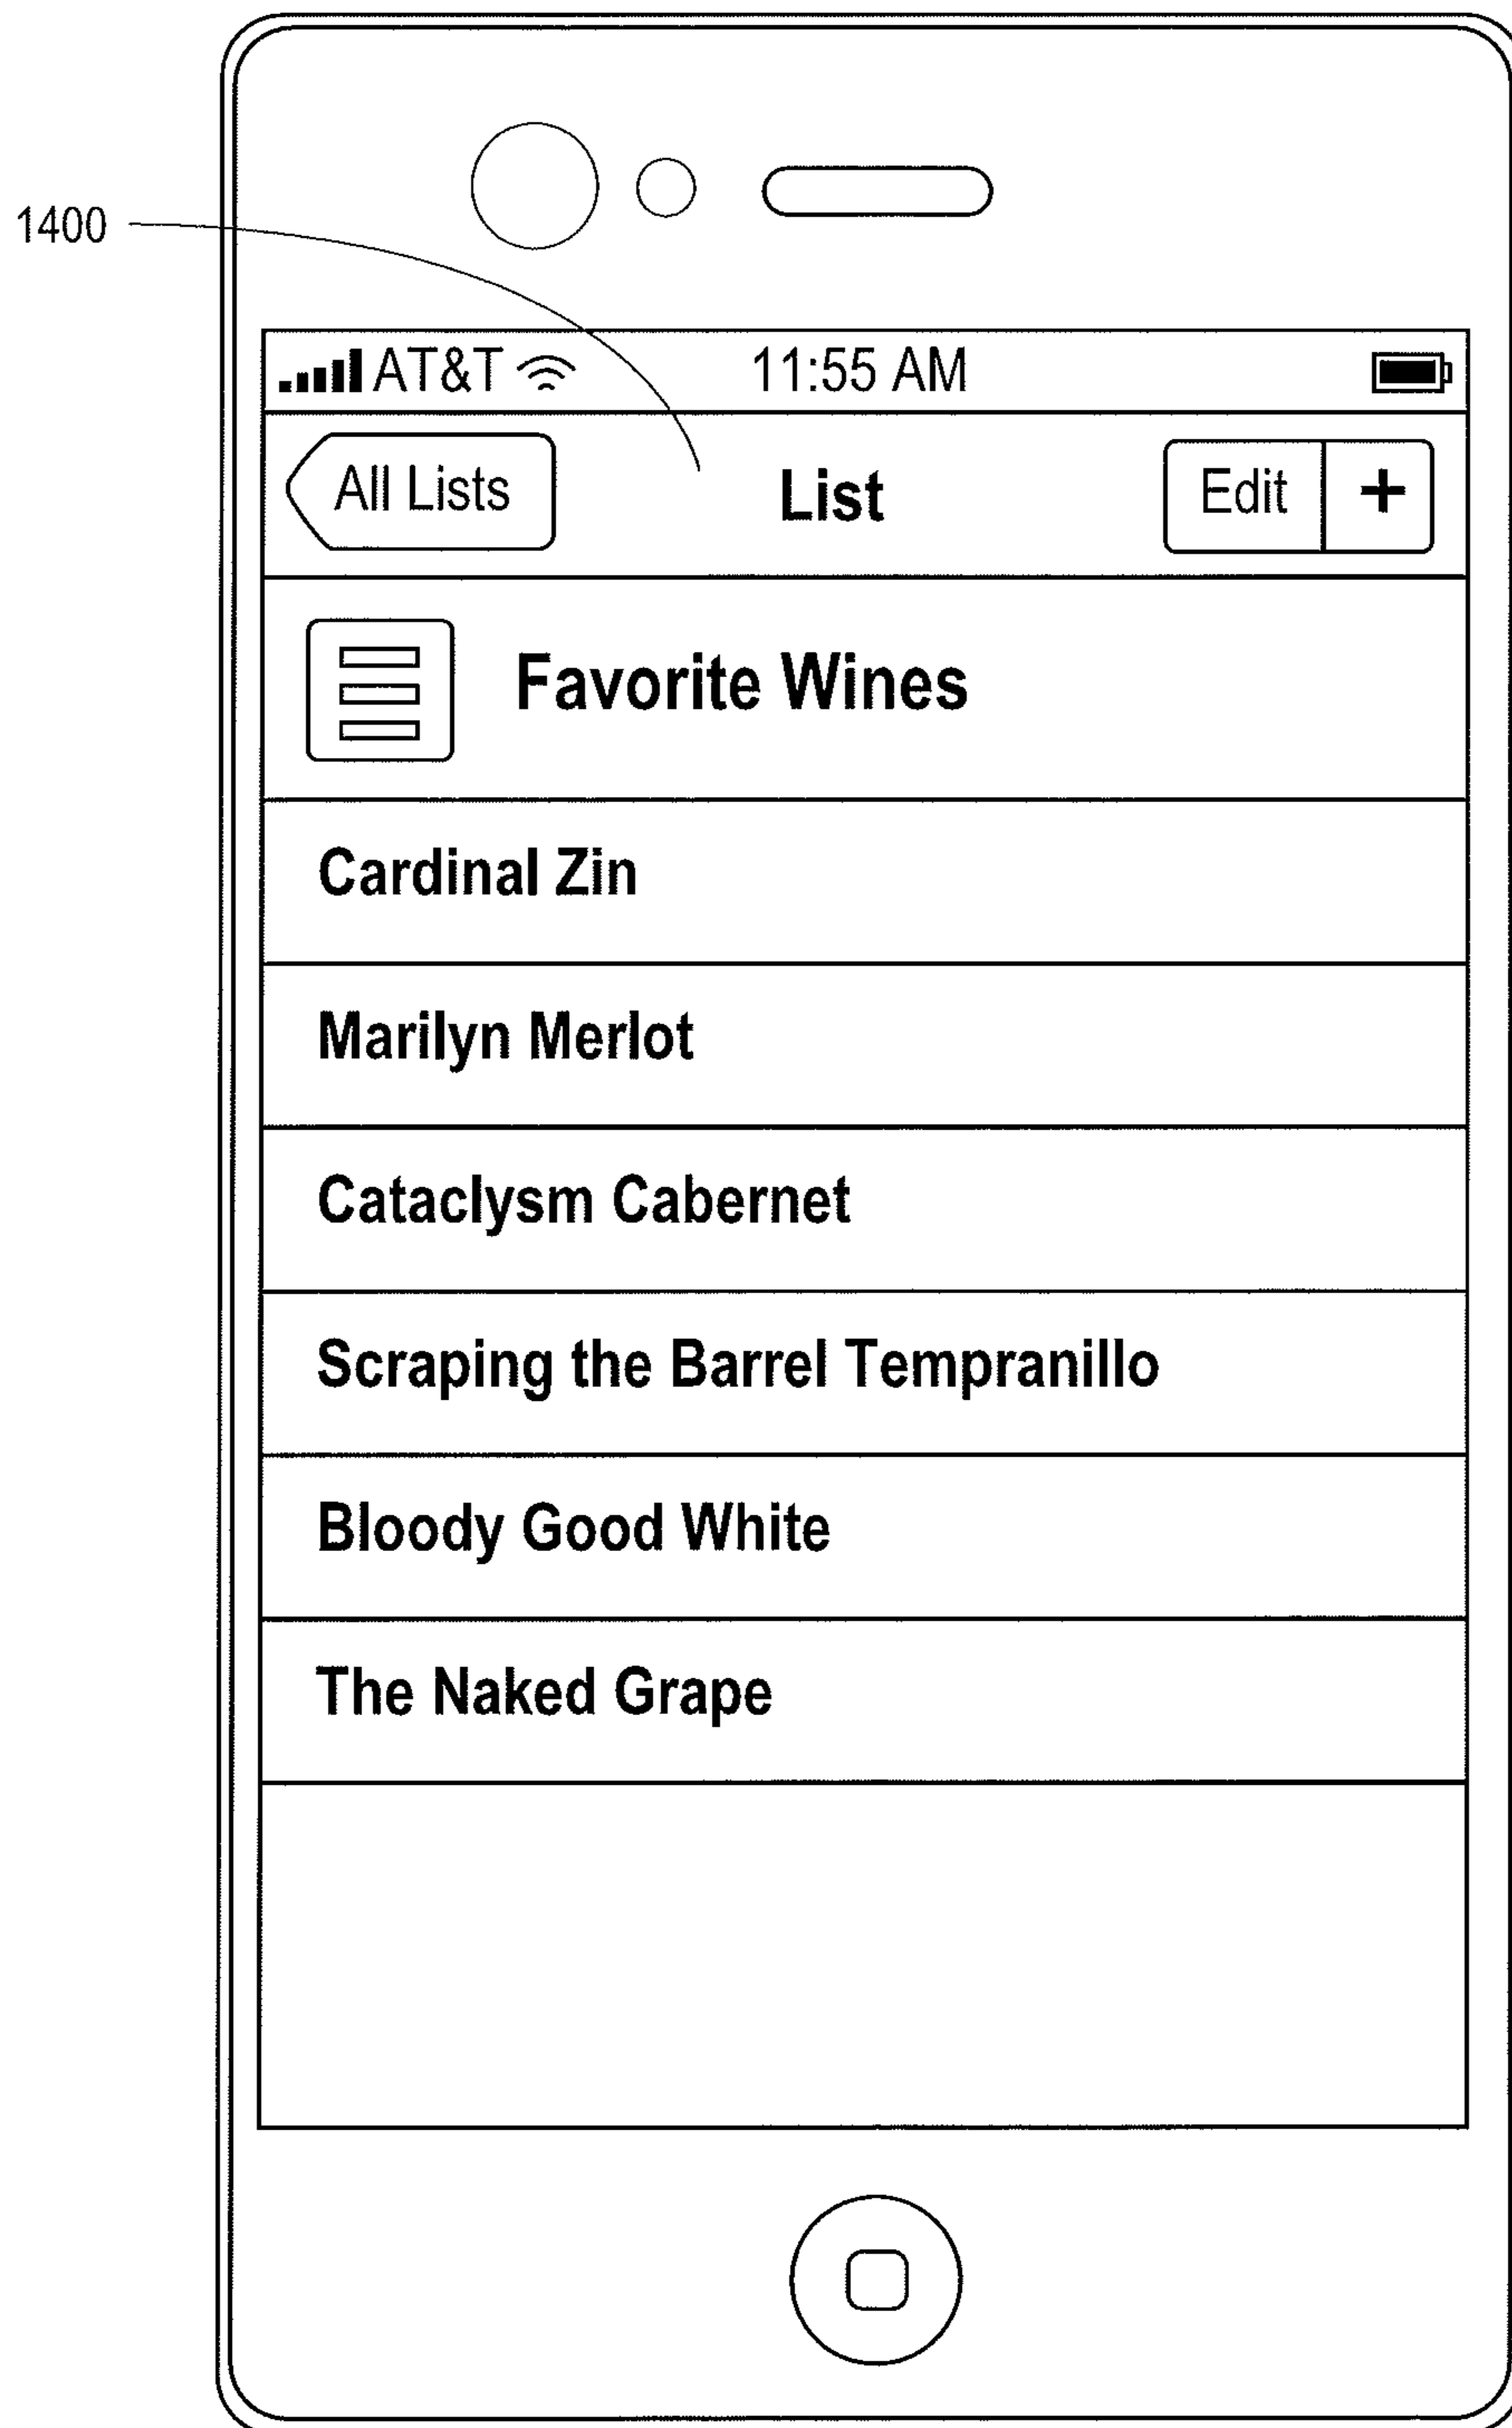 1400
AT&T 11:55 AM
All Lists List Edit +
Favorite Wines
Cardinal Zin
Marilyn Merlot
Cataclysm Cabernet
Scraping the Barrel Tempranillo
Bloody Good White
The Naked Grape